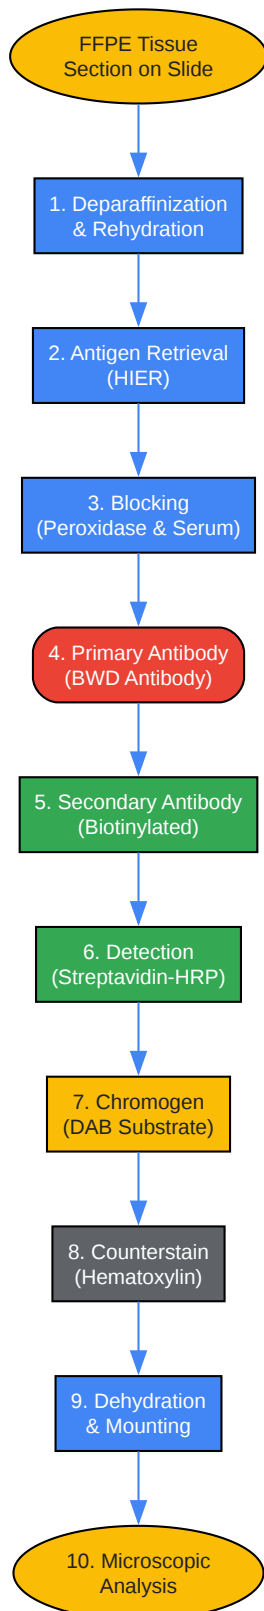 FFPE Tissue
Section on Slide
1. Deparaffinization
& Rehydration
2. Antigen Retrieval
(HIER)
3. Blocking
(Peroxidase & Serum)
4. Primary Antibody
(BWD Antibody)
5. Secondary Antibody
(Biotinylated)
6. Detection
(Streptavidin-HRP)
7. Chromogen
(DAB Substrate)
8. Counterstain
(Hematoxylin)
9. Dehydration
& Mounting
10. Microscopic
Analysis